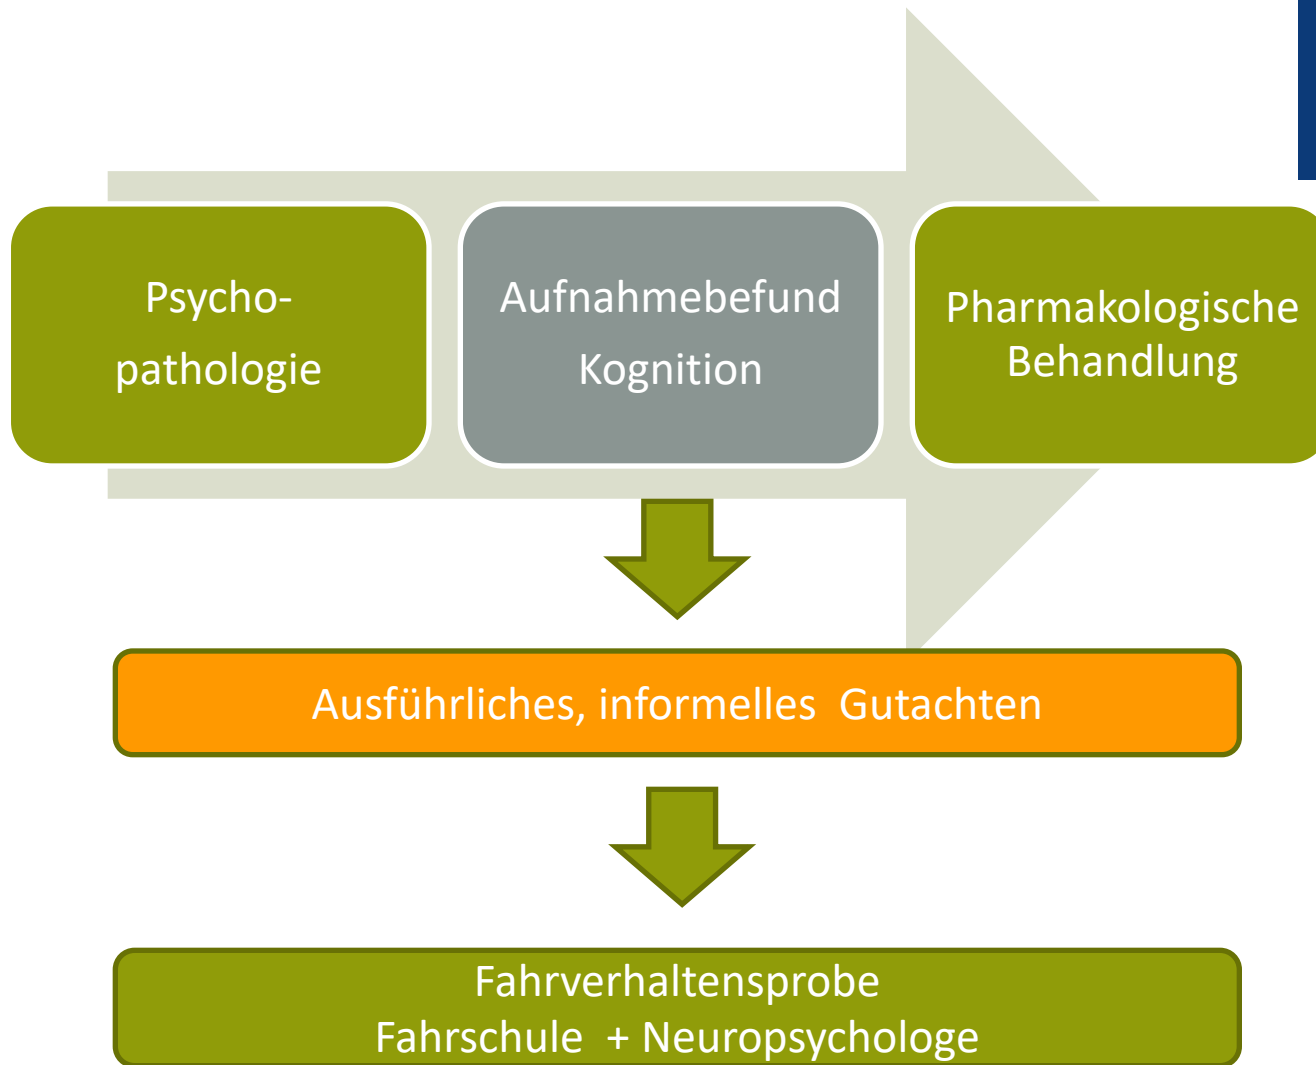 Psycho-
pathologie
Aufnahmebefund
Kognition
Pharmakologische
Behandlung
Ausführliches, informelles  Gutachten
Fahrverhaltensprobe
Fahrschule  + Neuropsychologe